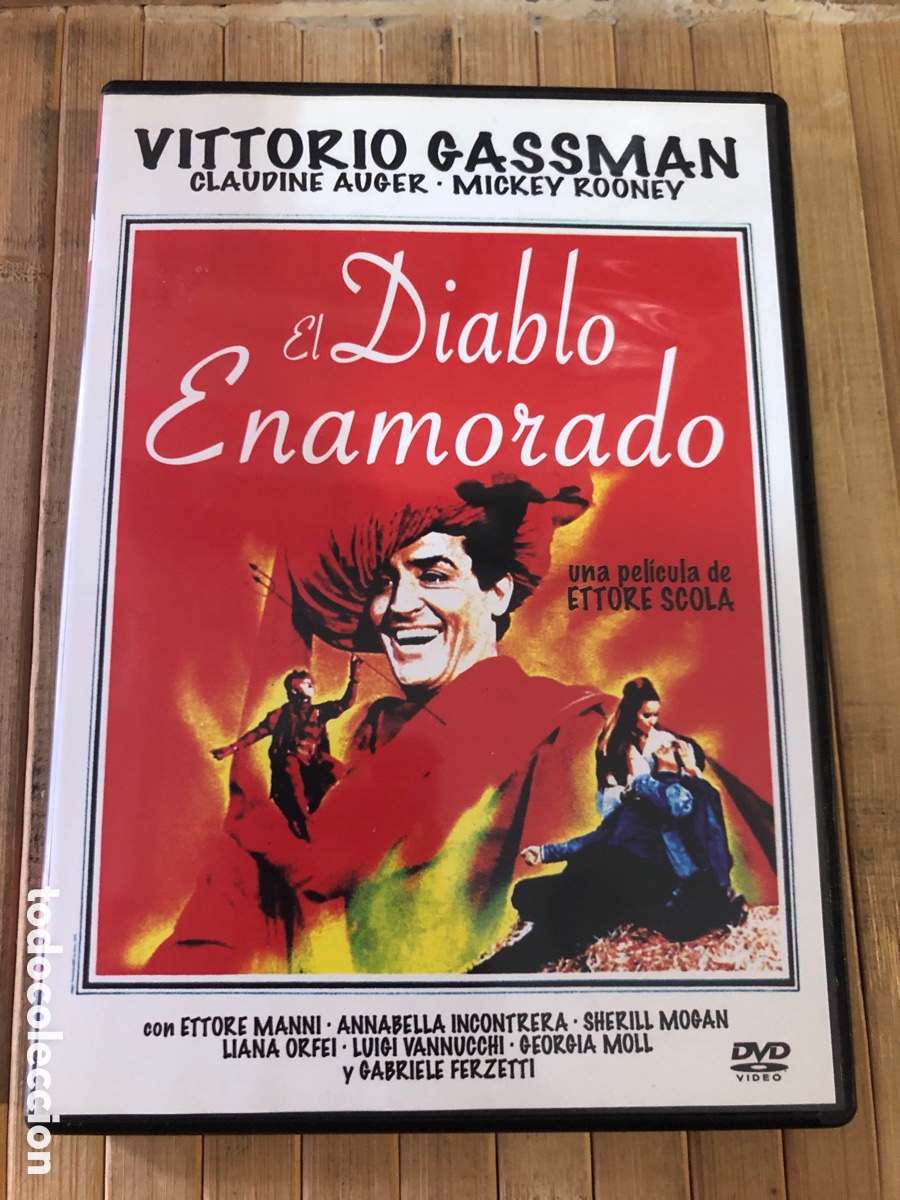 VITTORIO GASSMAN
CLAUDINE AUGER · MICKEY ROONEY
El Diablo
Enamorado
una película de
ETTORE SCOLA
con ETTORE MANNI · ANNABELLA INCONTRERA · SHERILL MOGAN
LIANA ORFEI · LUIGI VANNUCCHI · GEORGIA MOLL
y GABRIELE FERZETTI
DVD
VIDEO
todocoleccion